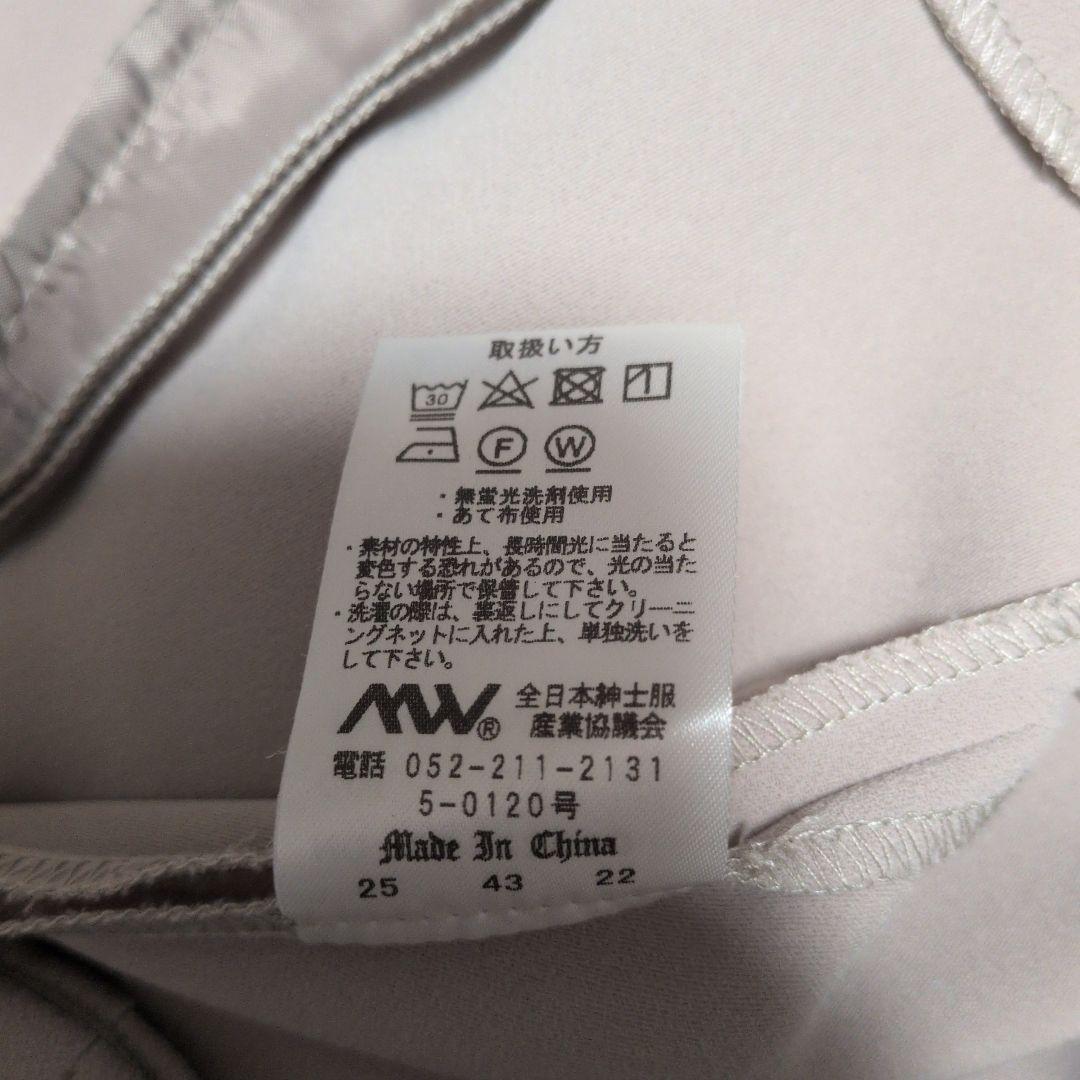 取扱い方
30
F W
・無蛍光洗剤使用
・あて布使用
・素材の特性上、長時間光に当たると
変色する恐れがあるので、光の当た
らない場所で保管して下さい。
・洗濯の際は、裏返しにしてクリーニ
ングネットに入れた上、単独洗いを
して下さい。
MW® 全日本紳士服
産業協議会
電話 052-211-2131
5-0120号
Made In China
25 43 22